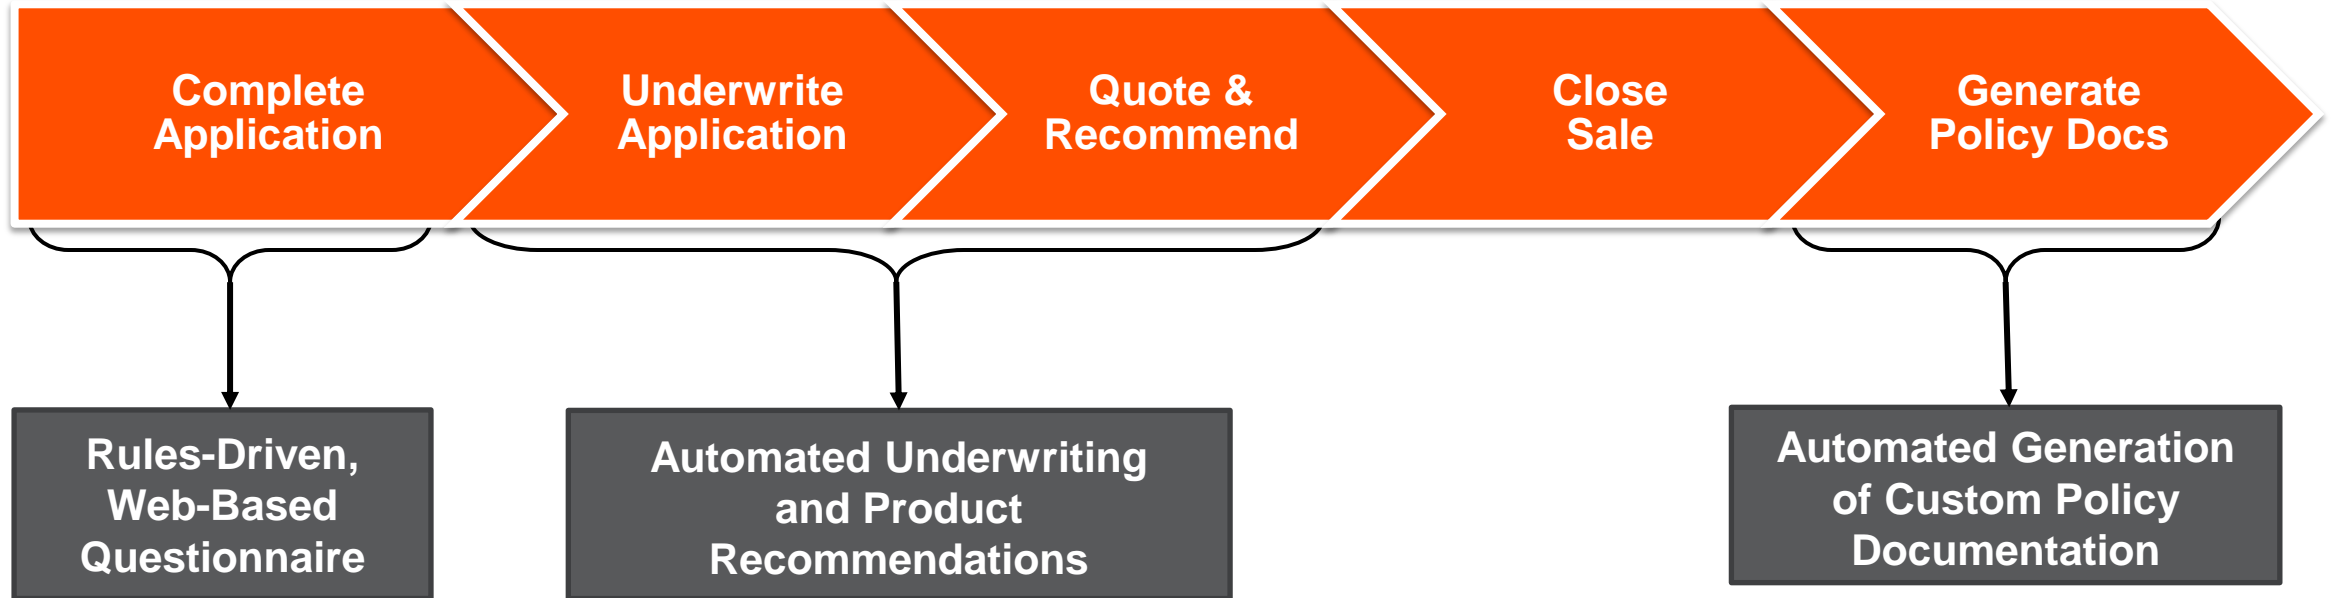 Complete
Application
Underwrite
Application
Quote &
Recommend
Close
Sale
Generate
Policy Docs
Rules-Driven,
Web-Based
Questionnaire
Automated Underwriting
and Product
Recommendations
Automated Generation
of Custom Policy
Documentation